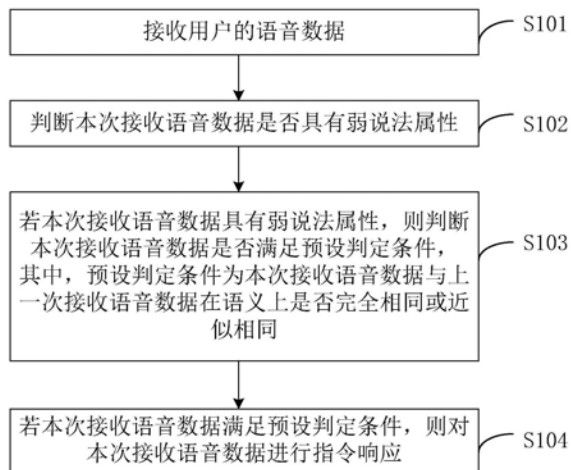 接收用户的语音数据
S101
判断本次接收语音数据是否具有弱说法属性
S102
若本次接收语音数据具有弱说法属性，则判断
本次接收语音数据是否满足预设判定条件，
其中，预设判定条件为本次接收语音数据与上
一次接收语音数据在语义上是否完全相同或近
似相同
S103
若本次接收语音数据满足预设判定条件，则对
本次接收语音数据进行指令响应
S104